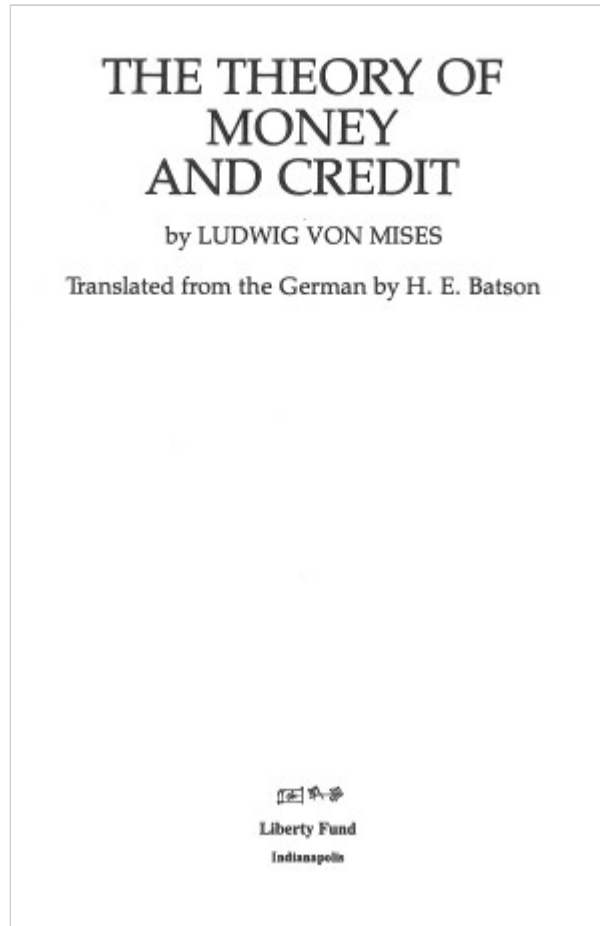 THE THEORY OF
MONEY
AND CREDIT
by LUDWIG VON MISES
Translated from the German by H. E. Batson
Liberty Fund
Indianapolis